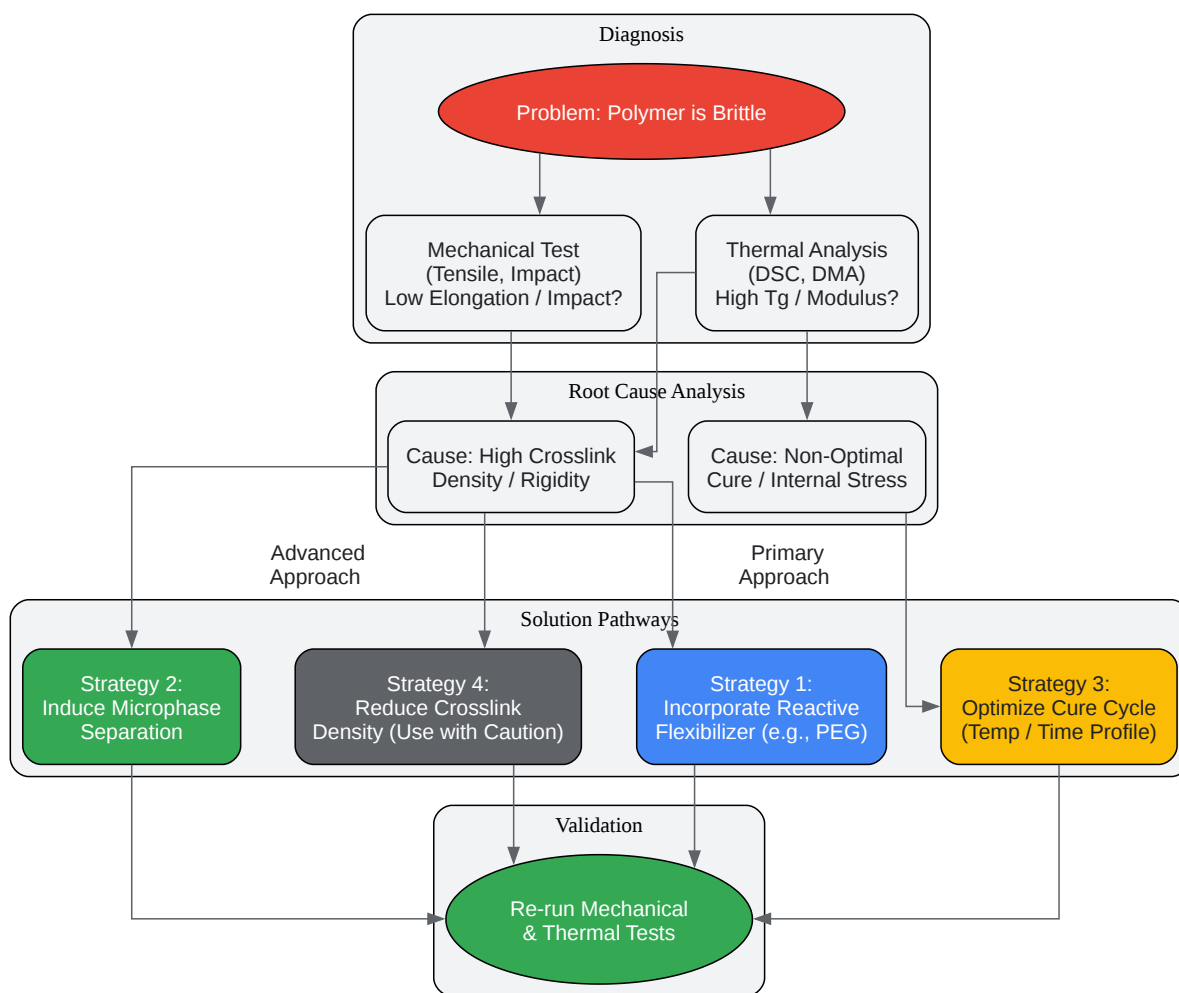 Diagnosis
Problem: Polymer is Brittle
Mechanical Test
(Tensile, Impact)
Low Elongation / Impact?
Thermal Analysis
(DSC, DMA)
High Tg / Modulus?
Root Cause Analysis
Cause: High Crosslink
Density / Rigidity
Cause: Non-Optimal
Cure / Internal Stress
Advanced
Approach
Primary
Approach
Solution Pathways
Strategy 2:
Induce Microphase
Separation
Strategy 4:
Reduce Crosslink
Density (Use with Caution)
Strategy 1:
Incorporate Reactive
Flexibilizer (e.g., PEG)
Strategy 3:
Optimize Cure Cycle
(Temp / Time Profile)
Validation
Re-run Mechanical
& Thermal Tests